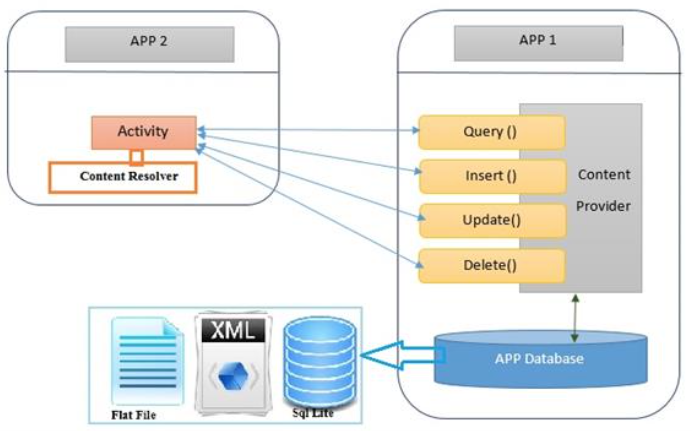 APP 2
APP 1
Activity
Content Resolver
Query ()
Insert ()
Update()
Delete()
Content
Provider
APP Database
XML
Flat File
Sql Lite